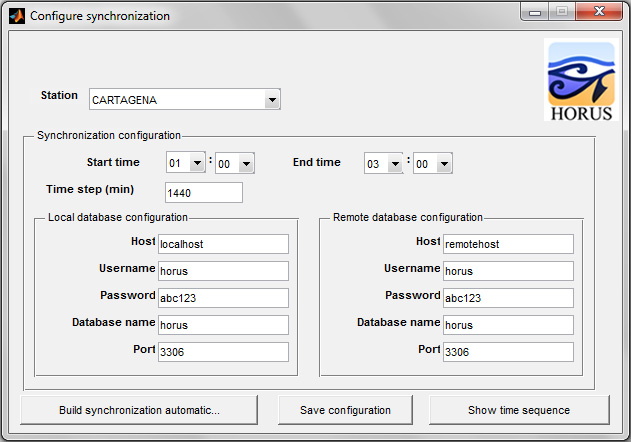 Configure synchronization
HORUS
Station CARTAGENA
Synchronization configuration
Start time 01 : 00 End time 03 : 00
Time step (min) 1440
Local database configuration
Host localhost
Username horus
Password abc123
Database name horus
Port 3306
Remote database configuration
Host remotehost
Username horus
Password abc123
Database name horus
Port 3306
Build synchronization automatic... Save configuration Show time sequence